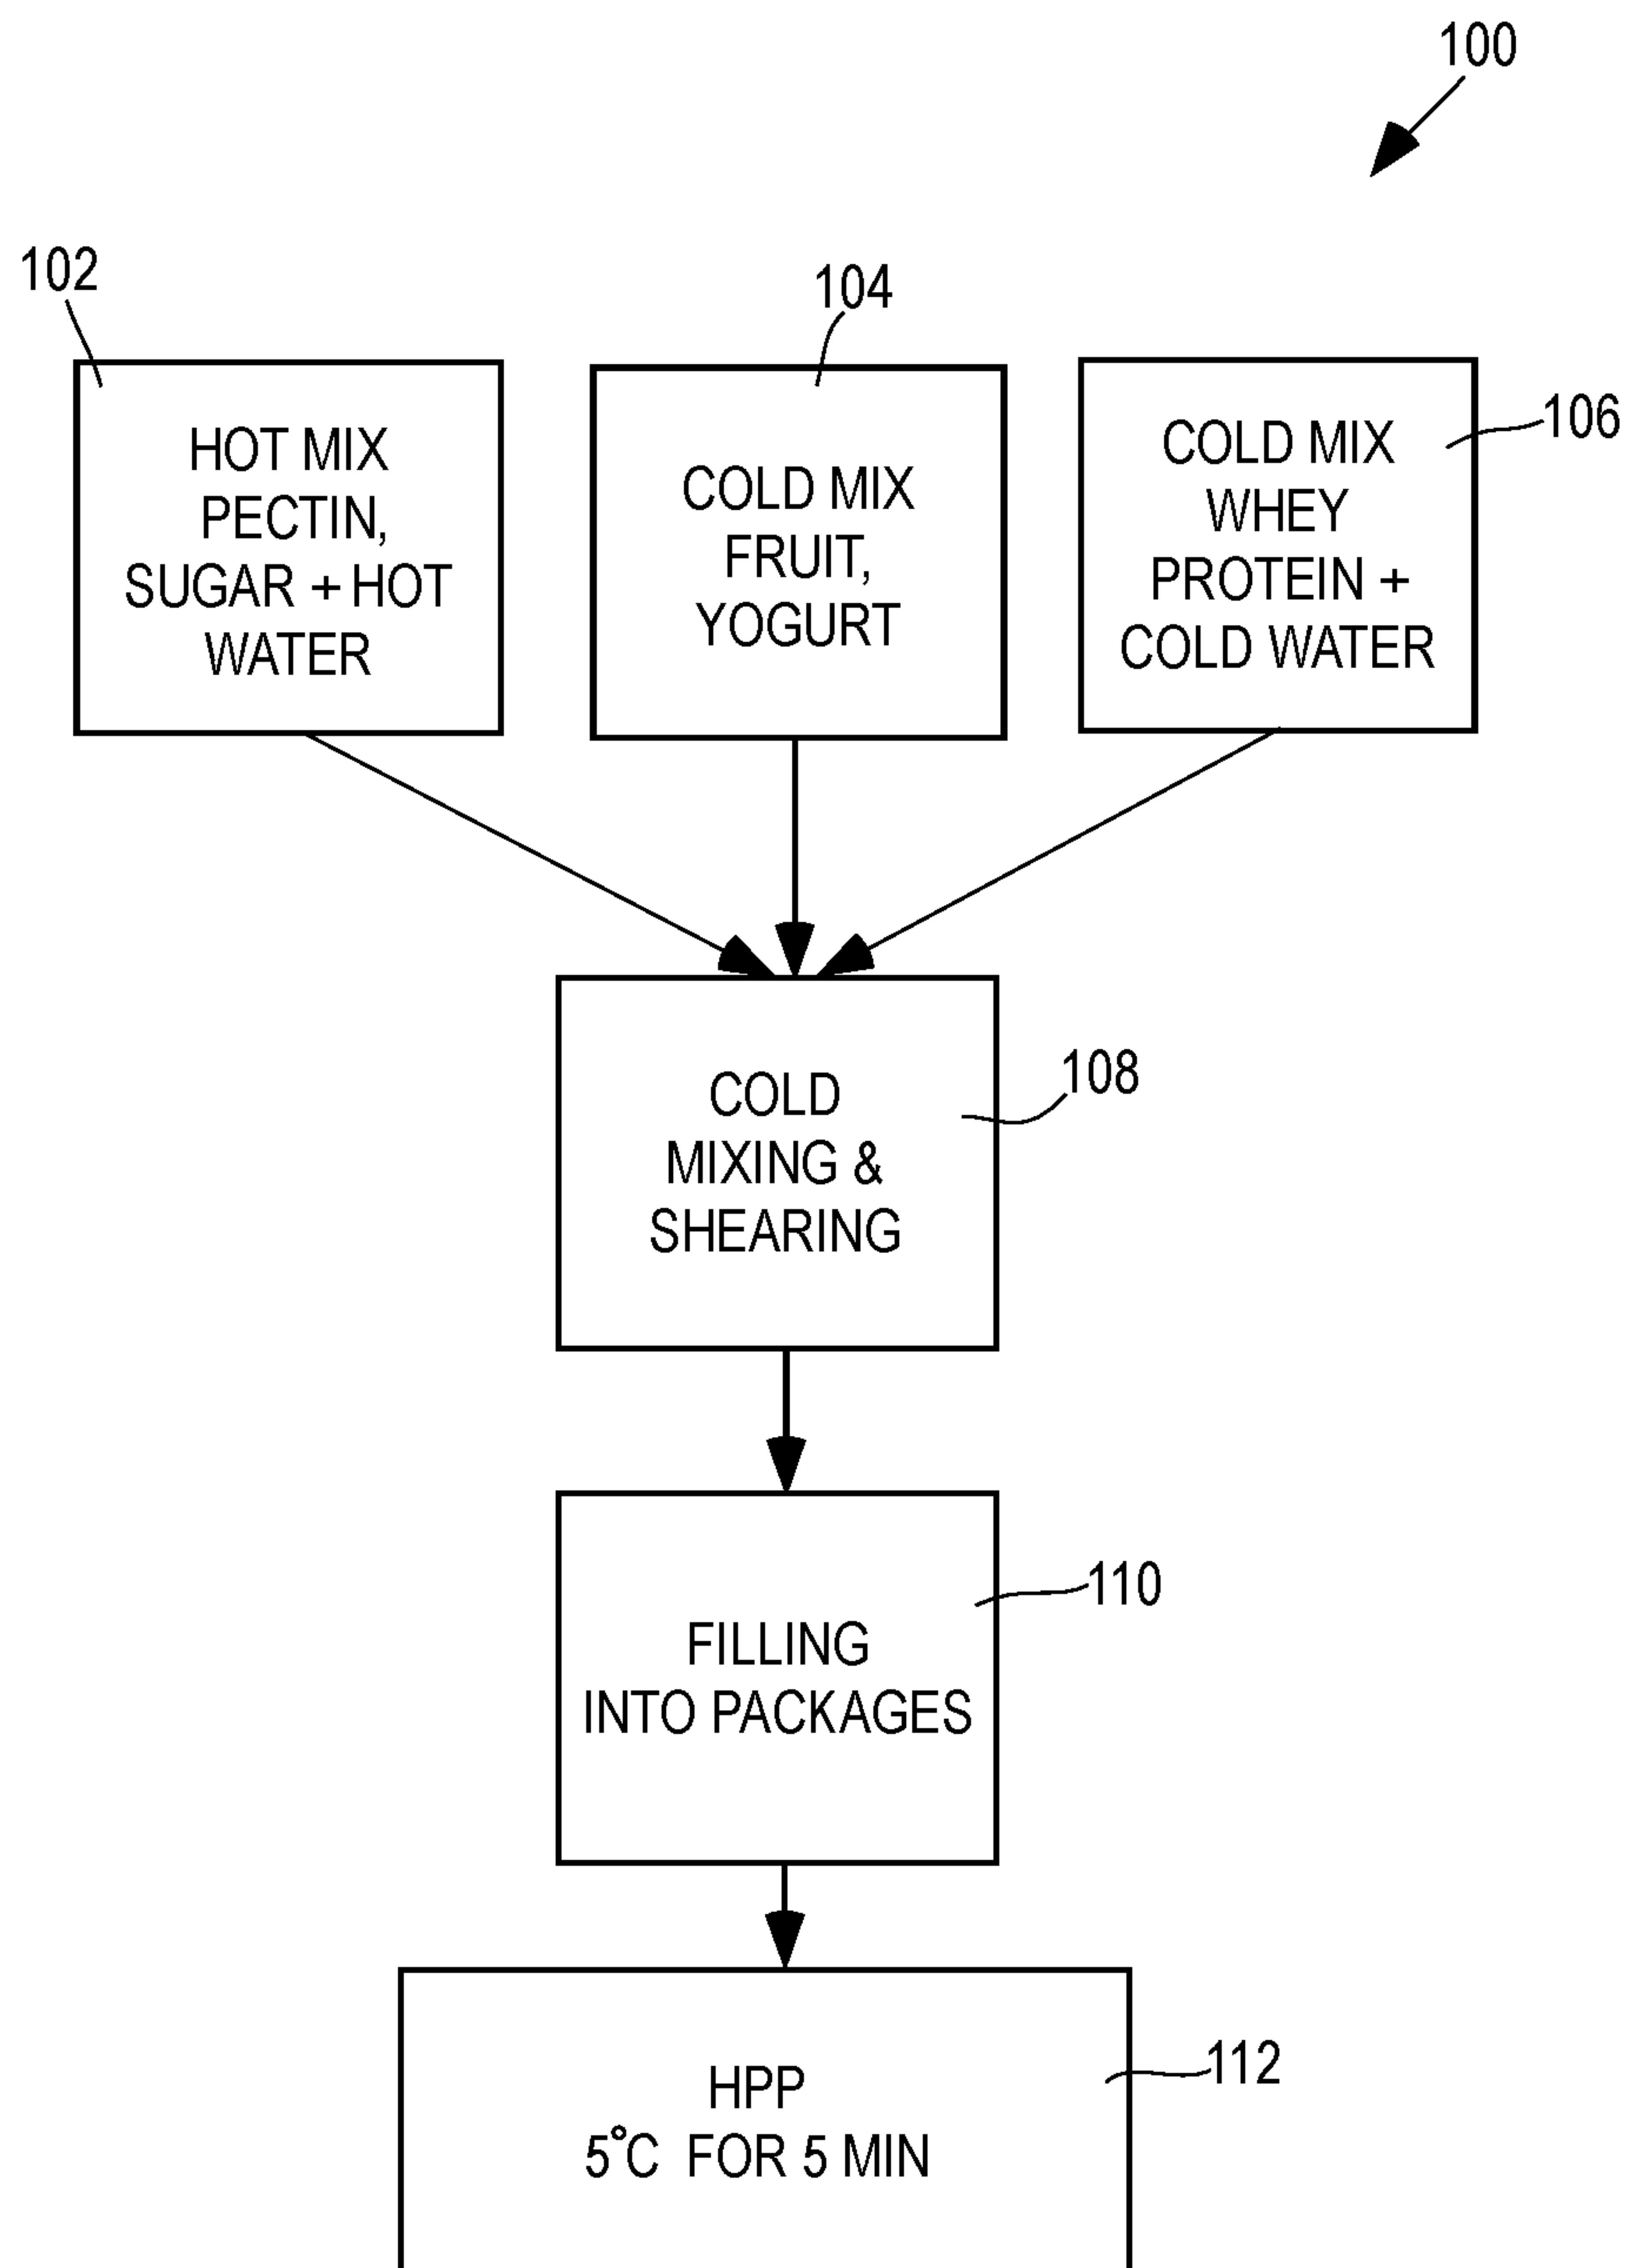 100
102
104
106
HOT MIX
PECTIN,
SUGAR + HOT
WATER
COLD MIX
FRUIT,
YOGURT
COLD MIX
WHEY
PROTEIN +
COLD WATER
108
COLD
MIXING &
SHEARING
110
FILLING
INTO PACKAGES
112
HPP
5°C FOR 5 MIN